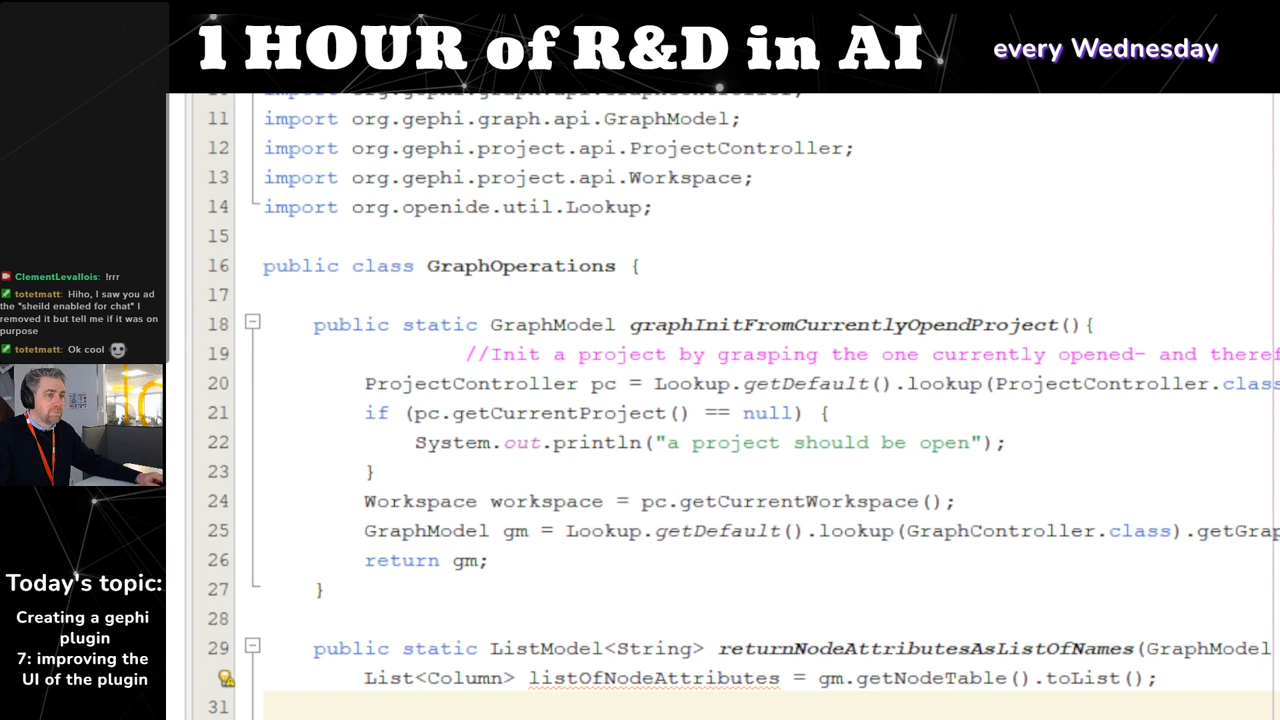 1 HOUR of R&D in AI
every Wednesday
11 import org.gephi.graph.api.GraphModel;
12 import org.gephi.project.api.ProjectController;
13 import org.gephi.project.api.Workspace;
14 import org.openide.util.Lookup;
15
16 public class GraphOperations {
17
18 public static GraphModel graphInitFromCurrentlyOpendProject(){
19 //Init a project by grasping the one currently opened- and theref
20 ProjectController pc = Lookup.getDefault().lookup(ProjectController.class
21 if (pc.getCurrentProject() == null) {
22 System.out.println("a project should be open");
23 }
24 Workspace workspace = pc.getCurrentWorkspace();
25 GraphModel gm = Lookup.getDefault().lookup(GraphController.class).getGrap
26 return gm;
27 }
28
29 public static ListModel<String> returnNodeAttributesAsListOfNames(GraphModel
List<Column> listOfNodeAttributes = gm.getNodeTable().toList();
31
ClementLevallois: !rrr
totetmatt: Hiho, I saw you ad
the "sheild enabled for chat" I
removed it but tell me if it was on
purpose
totetmatt: Ok cool
Today's topic:
Creating a gephi
plugin
7: improving the
UI of the plugin